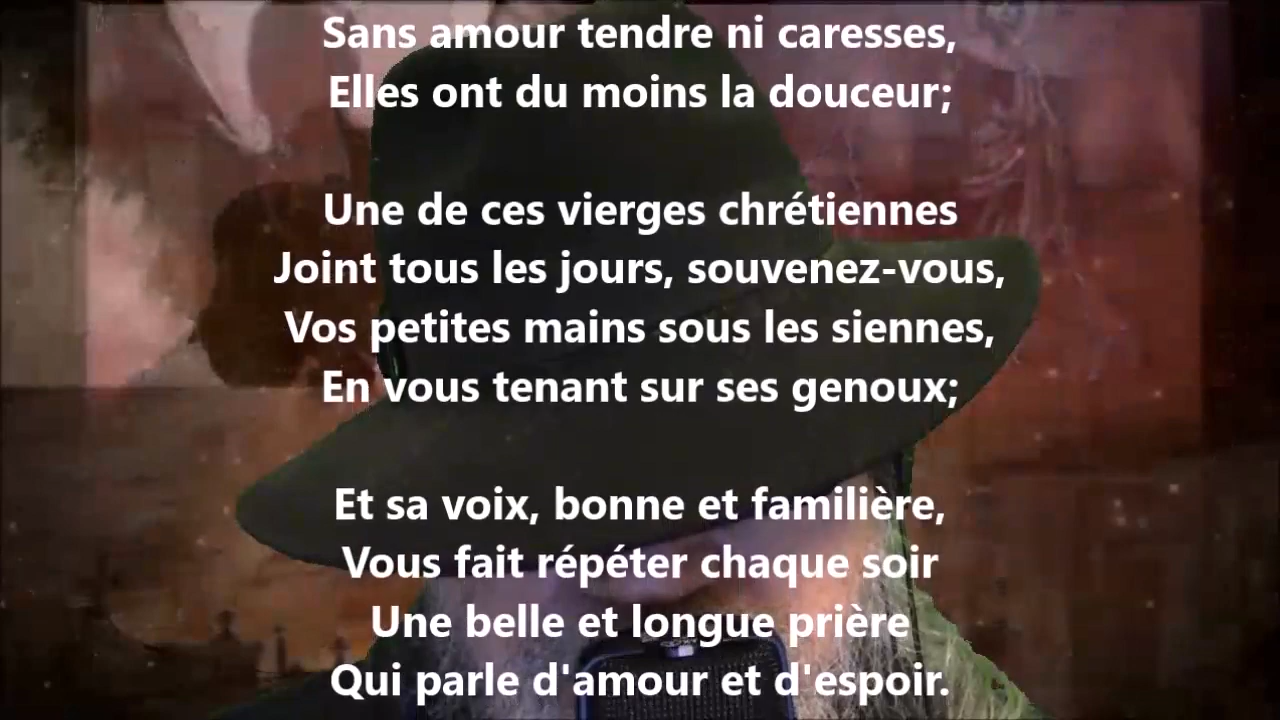 Sans amour tendre ni caresses,
Elles ont du moins la douceur;
Une de ces vierges chrétiennes
Joint tous les jours, souvenez-vous,
Vos petites mains sous les siennes,
En vous tenant sur ses genoux;
Et sa voix, bonne et familière,
Vous fait répéter chaque soir
Une belle et longue prière
Qui parle d'amour et d'espoir.